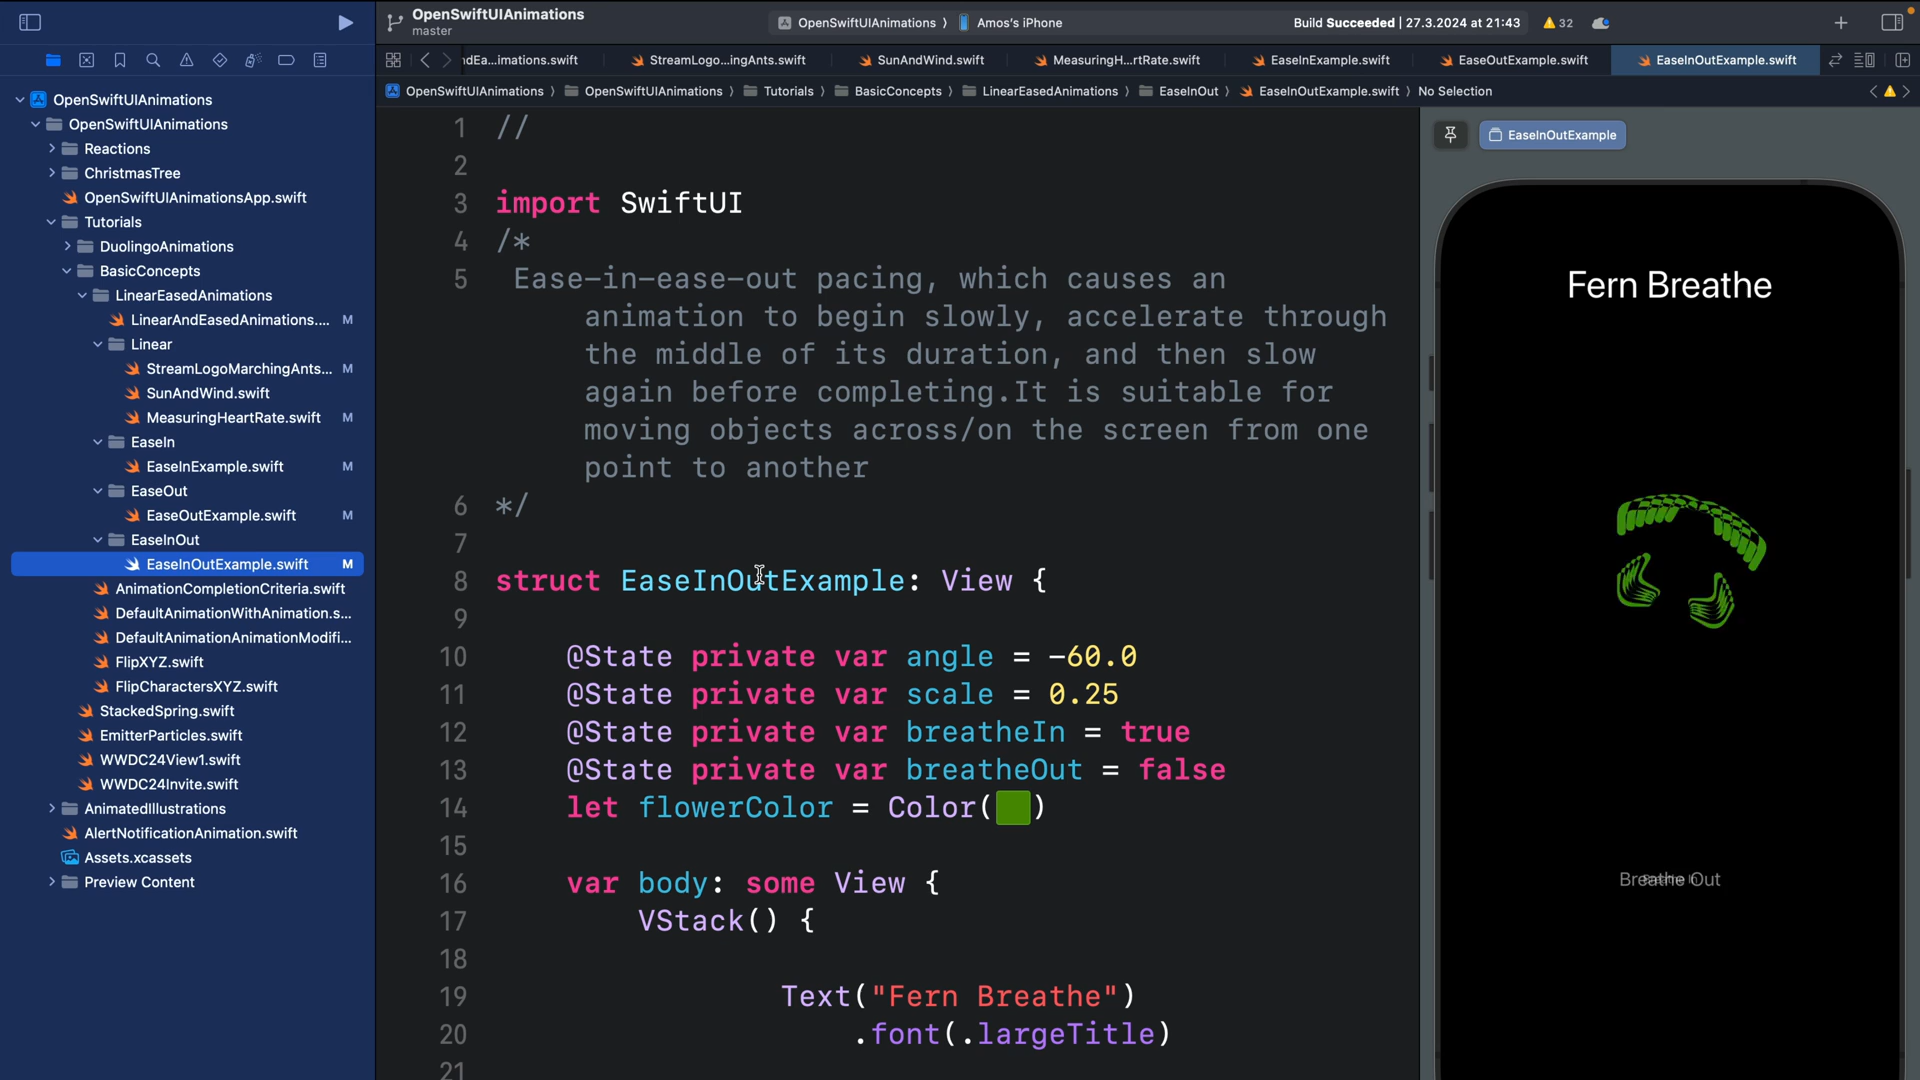 OpenSwiftUIAnimations
master
OpenSwiftUIAnimations ⟩ Amos's iPhone
Build Succeeded | 27.3.2024 at 21:43
32
ndEa...imations.swift
StreamLogo...ingAnts.swift
SunAndWind.swift
MeasuringH...rtRate.swift
EaseInExample.swift
EaseOutExample.swift
EaseInOutExample.swift
OpenSwiftUIAnimations ⟩ OpenSwiftUIAnimations ⟩ Tutorials ⟩ BasicConcepts ⟩ LinearEasedAnimations ⟩ EaseInOut ⟩ EaseInOutExample.swift ⟩ No Selection
OpenSwiftUIAnimations
OpenSwiftUIAnimations
Reactions
ChristmasTree
OpenSwiftUIAnimationsApp.swift
Tutorials
DuolingoAnimations
BasicConcepts
LinearEasedAnimations
LinearAndEasedAnimations.... M
Linear
StreamLogoMarchingAnts... M
SunAndWind.swift
MeasuringHeartRate.swift M
EaseIn
EaseInExample.swift M
EaseOut
EaseOutExample.swift M
EaseInOut
EaseInOutExample.swift M
AnimationCompletionCriteria.swift
DefaultAnimationWithAnimation.s...
DefaultAnimationAnimationModifi...
FlipXYZ.swift
FlipCharactersXYZ.swift
StackedSpring.swift
EmitterParticles.swift
WWDC24View1.swift
WWDC24Invite.swift
AnimatedIllustrations
AlertNotificationAnimation.swift
Assets.xcassets
Preview Content
1 //
2
3 import SwiftUI
4 /*
5 Ease-in-ease-out pacing, which causes an
animation to begin slowly, accelerate through
the middle of its duration, and then slow
again before completing.It is suitable for
moving objects across/on the screen from one
point to another
6 */
7
8 struct EaseInOutExample: View {
9
10 @State private var angle = -60.0
11 @State private var scale = 0.25
12 @State private var breatheIn = true
13 @State private var breatheOut = false
14 let flowerColor = Color( )
15
16 var body: some View {
17 VStack() {
18
19 Text("Fern Breathe")
20 .font(.largeTitle)
21
EaseInOutExample
Fern Breathe
Breathe Out
Breathe In